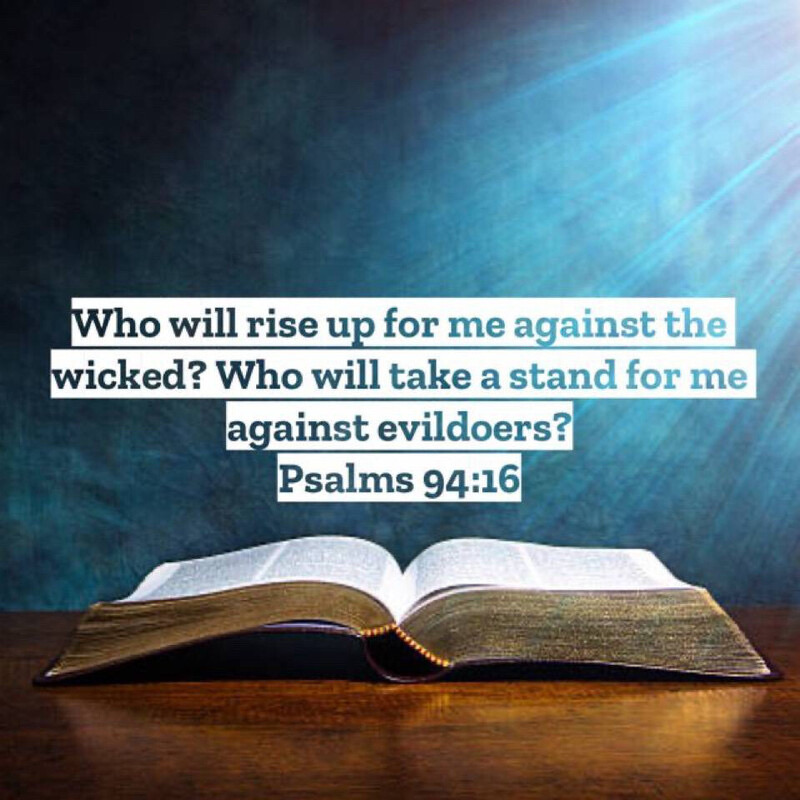 Who will rise up for me against the
wicked? Who will take a stand for me
against evildoers?
Psalms 94:16